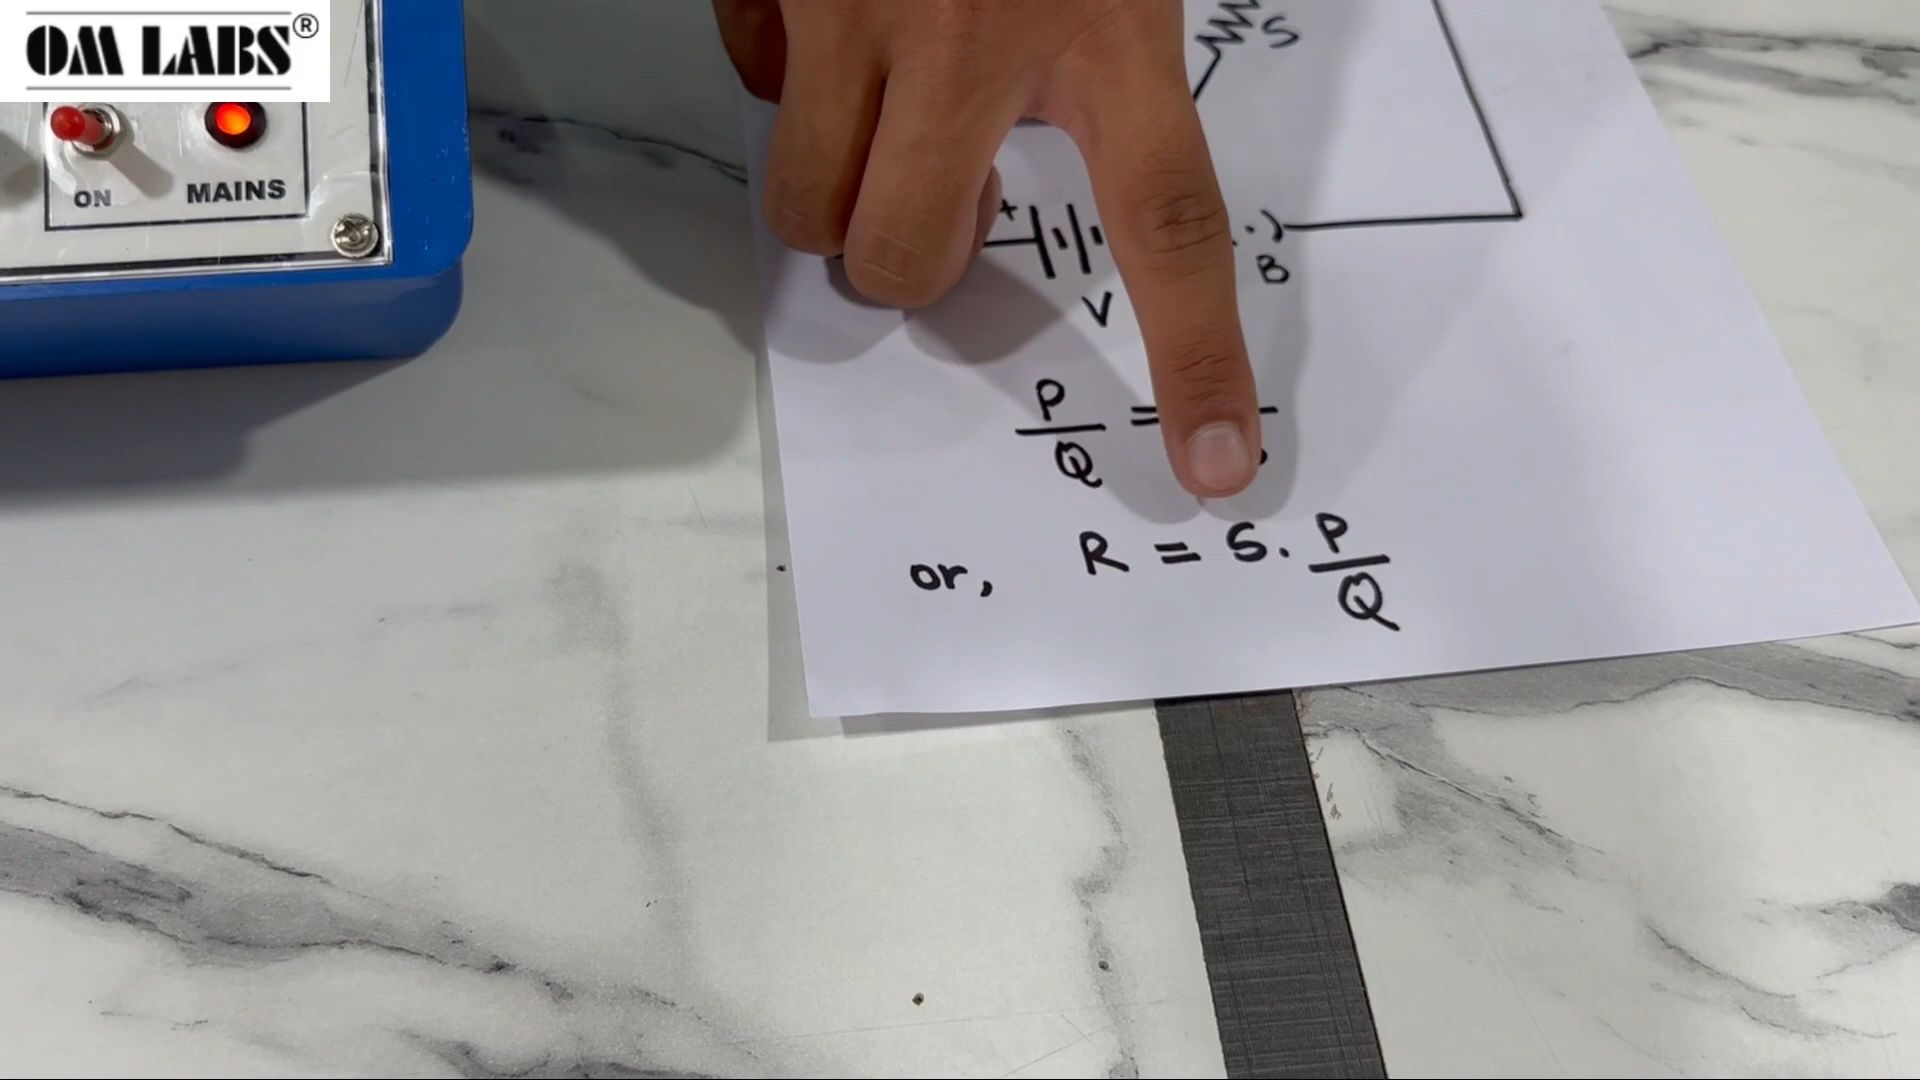 OM LABS®
ON MAINS
S
+
B
V
P/Q =
or, R = S. P/Q